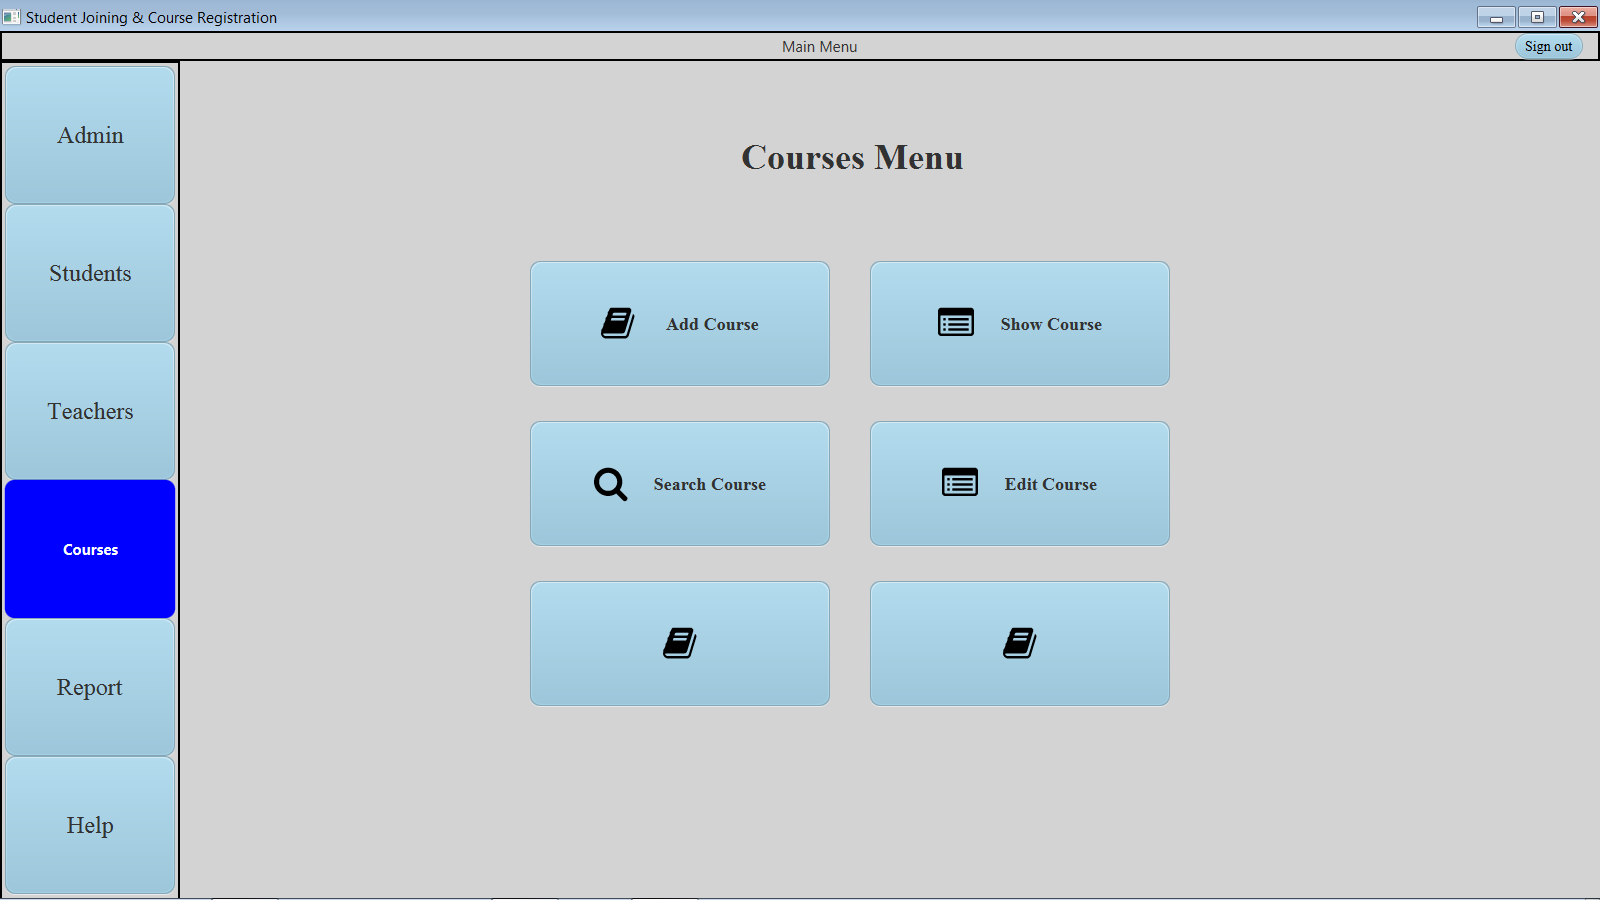 Student Joining & Course Registration
Main Menu
Sign out
Admin
Students
Teachers
Courses
Report
Help
Courses Menu
Add Course
Show Course
Search Course
Edit Course